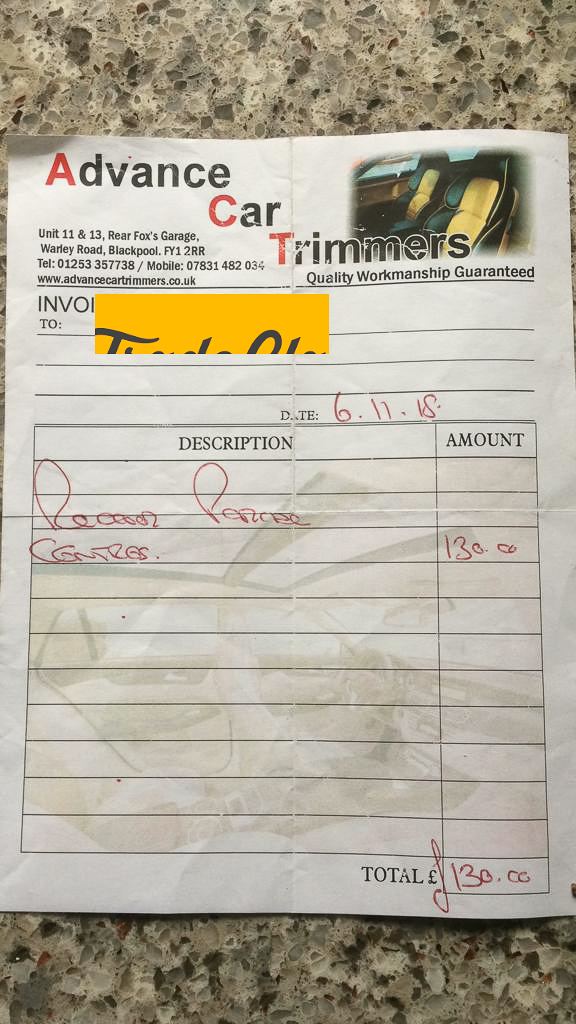 Advance
Car
Trimmers
Unit 11 & 13, Rear Fox's Garage,
Warley Road, Blackpool. FY1 2RR
Tel: 01253 357738 / Mobile: 07831 482 034
www.advancecartrimmers.co.uk
Quality Workmanship Guaranteed
INVOI
TO:
DATE: 6.11.18.
DESCRIPTION AMOUNT
CENTRES. 130.00
TOTAL £ 130.00